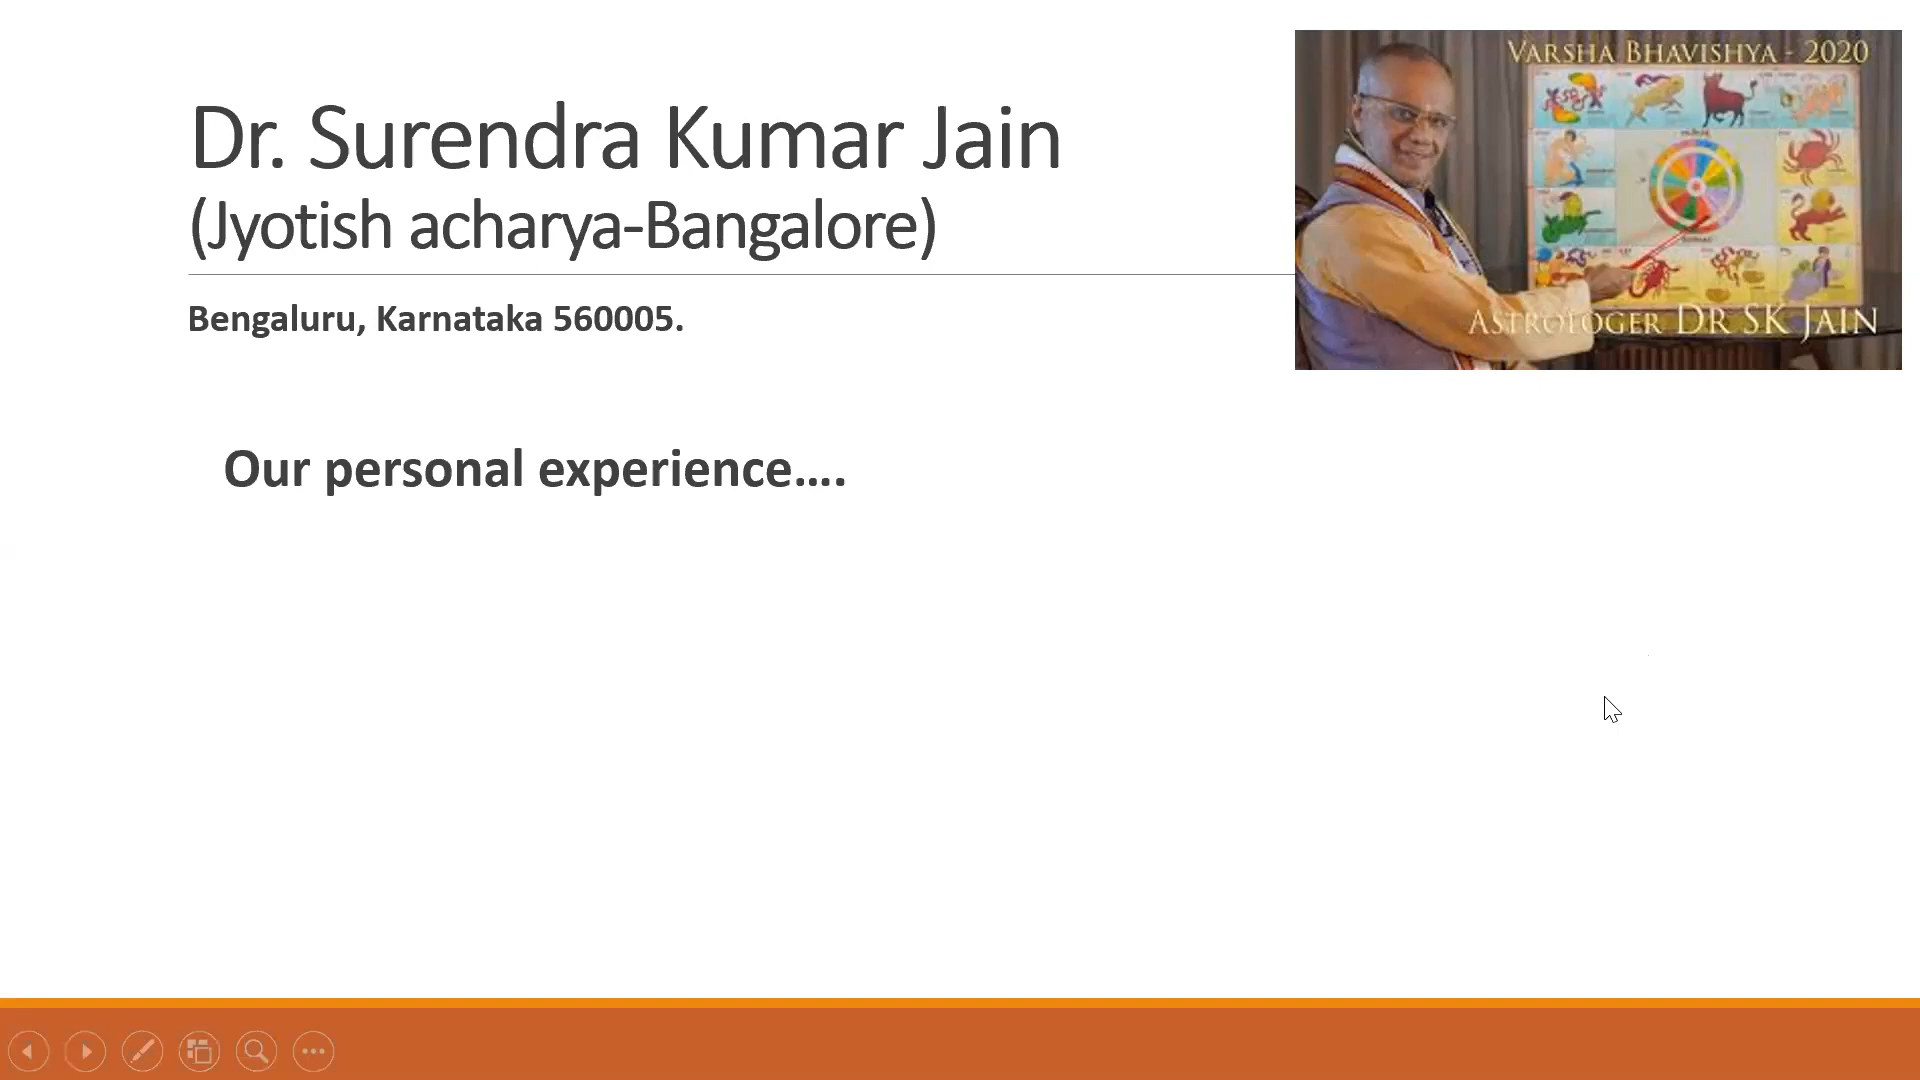 Dr. Surendra Kumar Jain
(Jyotish acharya-Bangalore)
Bengaluru, Karnataka 560005.
Our personal experience....
VARSHA BHAVISHYA - 2020
ASTROLOGER DR SK JAIN